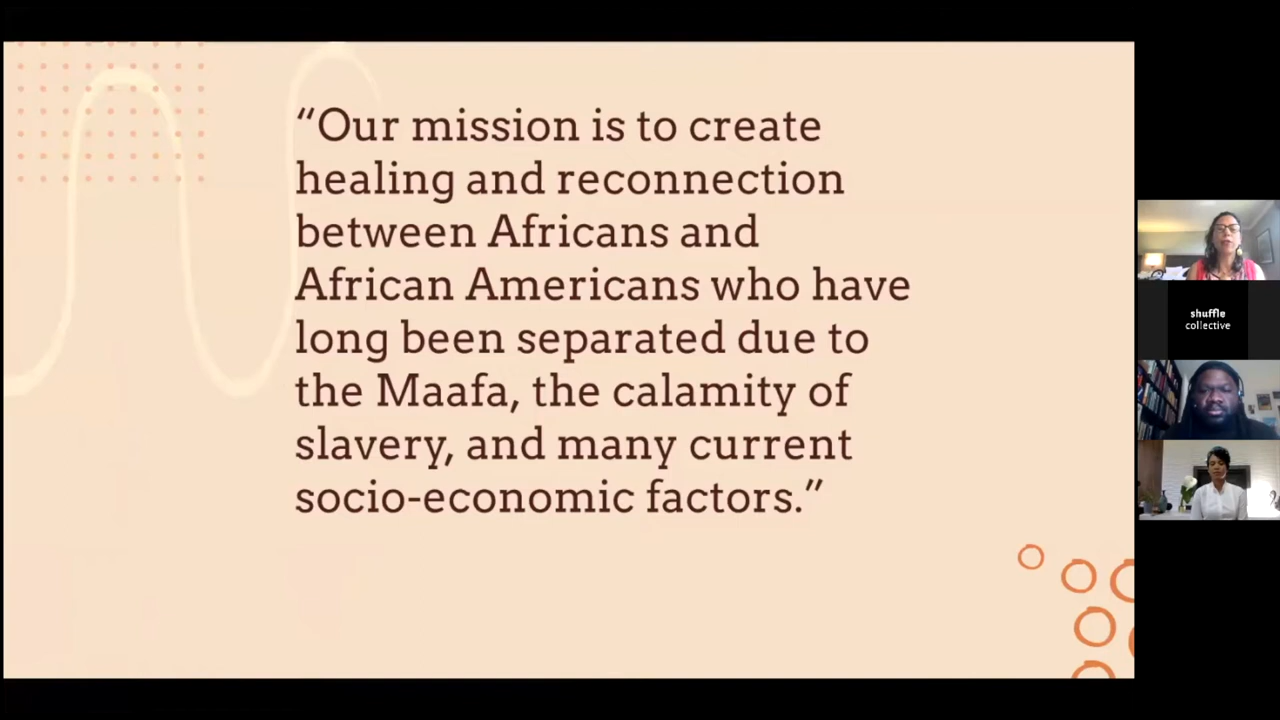 “Our mission is to create
healing and reconnection
between Africans and
African Americans who have
long been separated due to
the Maafa, the calamity of
slavery, and many current
socio-economic factors.”
shuffle
collective